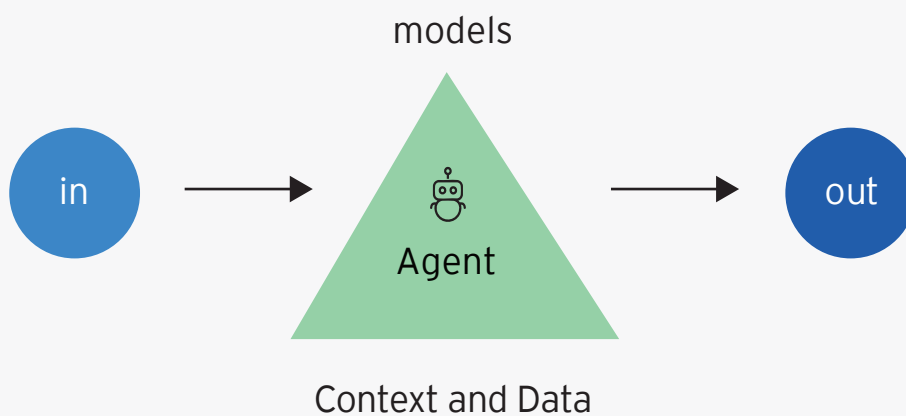 models
in
Agent
out
Context and Data